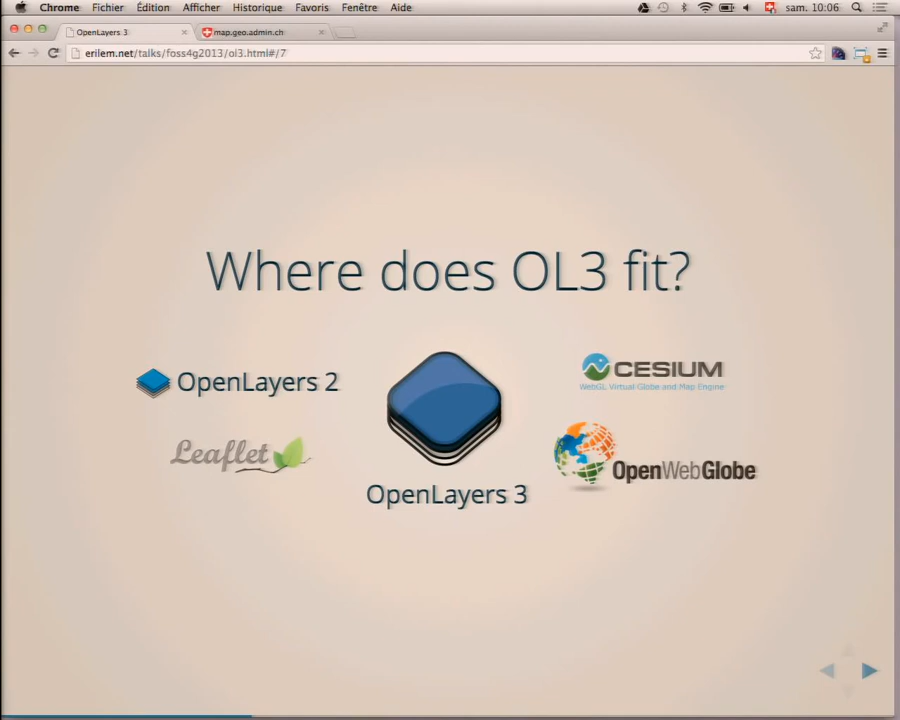 Chrome Fichier Édition Afficher Historique Favoris Fenêtre Aide sam. 10:06
OpenLayers 3 map.geo.admin.ch
erilem.net/talks/foss4g2013/ol3.html#/7
Where does OL3 fit?
OpenLayers 2
CESIUM
WebGL Virtual Globe and Map Engine
Leaflet
OpenWebGlobe
OpenLayers 3